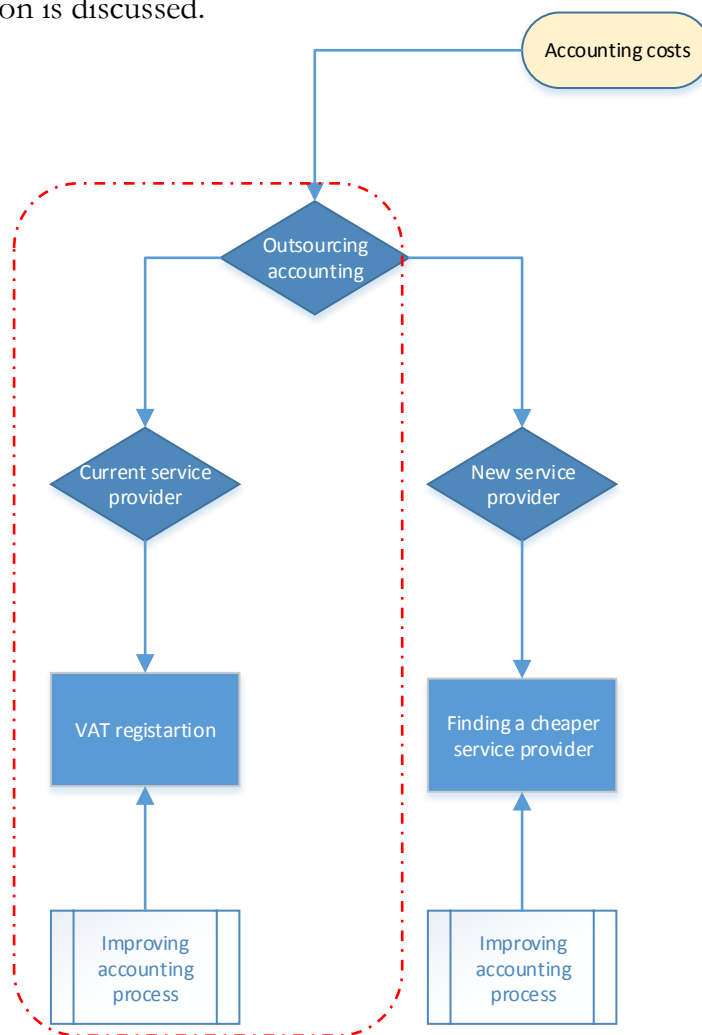 on is discussed.
Accounting costs
Outsourcing
accounting
Current service
provider
New service
provider
VAT registartion
Finding a cheaper
service provider
Improving
accounting
process
Improving
accounting
process